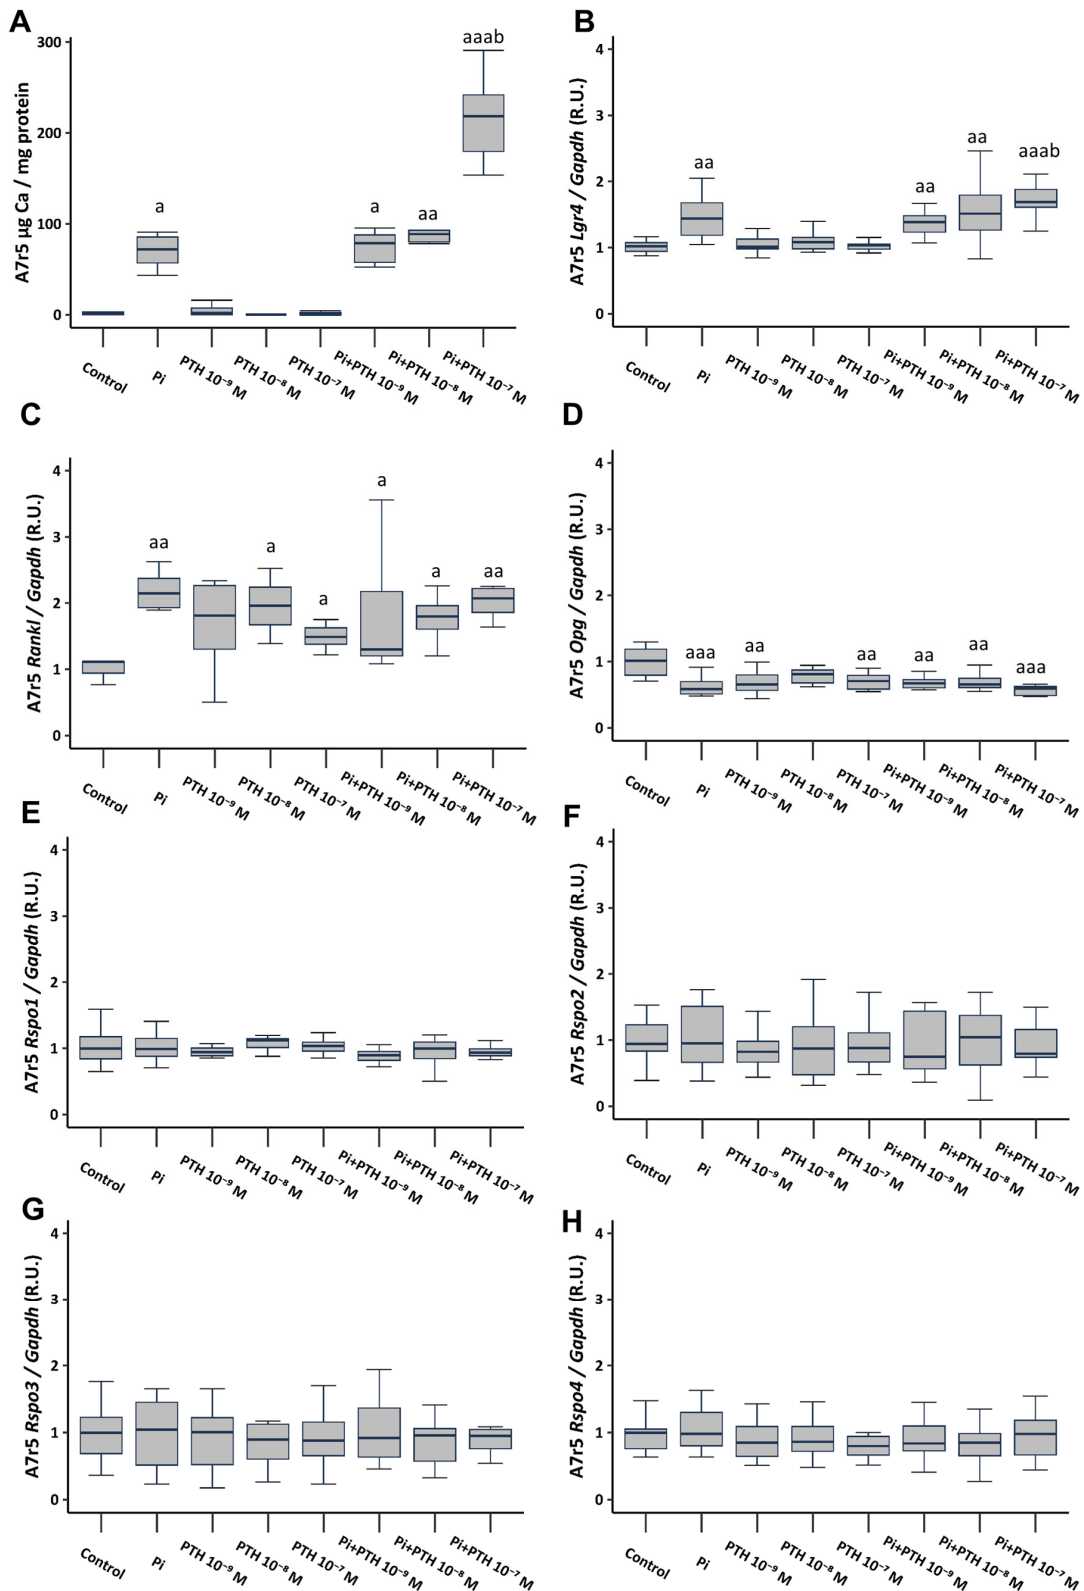 A
A7r5 µg Ca / mg protein
300
200
100
0
a
a
aa
aaab
Control
Pi
PTH 10⁻⁹ M
PTH 10⁻⁸ M
PTH 10⁻⁷ M
Pi+PTH 10⁻⁹ M
Pi+PTH 10⁻⁸ M
Pi+PTH 10⁻⁷ M
B
A7r5 Lgr4 / Gapdh (R.U.)
4
3
2
1
0
aa
aa
aa
aaab
Control
Pi
PTH 10⁻⁹ M
PTH 10⁻⁸ M
PTH 10⁻⁷ M
Pi+PTH 10⁻⁹ M
Pi+PTH 10⁻⁸ M
Pi+PTH 10⁻⁷ M
C
A7r5 Rankl / Gapdh (R.U.)
4
3
2
1
0
aa
a
a
a
a
aa
Control
Pi
PTH 10⁻⁹ M
PTH 10⁻⁸ M
PTH 10⁻⁷ M
Pi+PTH 10⁻⁹ M
Pi+PTH 10⁻⁸ M
Pi+PTH 10⁻⁷ M
D
A7r5 Opg / Gapdh (R.U.)
4
3
2
1
0
aaa
aa
aa
aa
aa
aaa
Control
Pi
PTH 10⁻⁹ M
PTH 10⁻⁸ M
PTH 10⁻⁷ M
Pi+PTH 10⁻⁹ M
Pi+PTH 10⁻⁸ M
Pi+PTH 10⁻⁷ M
E
A7r5 Rspo1 / Gapdh (R.U.)
4
3
2
1
0
Control
Pi
PTH 10⁻⁹ M
PTH 10⁻⁸ M
PTH 10⁻⁷ M
Pi+PTH 10⁻⁹ M
Pi+PTH 10⁻⁸ M
Pi+PTH 10⁻⁷ M
F
A7r5 Rspo2 / Gapdh (R.U.)
4
3
2
1
0
Control
Pi
PTH 10⁻⁹ M
PTH 10⁻⁸ M
PTH 10⁻⁷ M
Pi+PTH 10⁻⁹ M
Pi+PTH 10⁻⁸ M
Pi+PTH 10⁻⁷ M
G
A7r5 Rspo3 / Gapdh (R.U.)
4
3
2
1
0
Control
Pi
PTH 10⁻⁹ M
PTH 10⁻⁸ M
PTH 10⁻⁷ M
Pi+PTH 10⁻⁹ M
Pi+PTH 10⁻⁸ M
Pi+PTH 10⁻⁷ M
H
A7r5 Rspo4 / Gapdh (R.U.)
4
3
2
1
0
Control
Pi
PTH 10⁻⁹ M
PTH 10⁻⁸ M
PTH 10⁻⁷ M
Pi+PTH 10⁻⁹ M
Pi+PTH 10⁻⁸ M
Pi+PTH 10⁻⁷ M